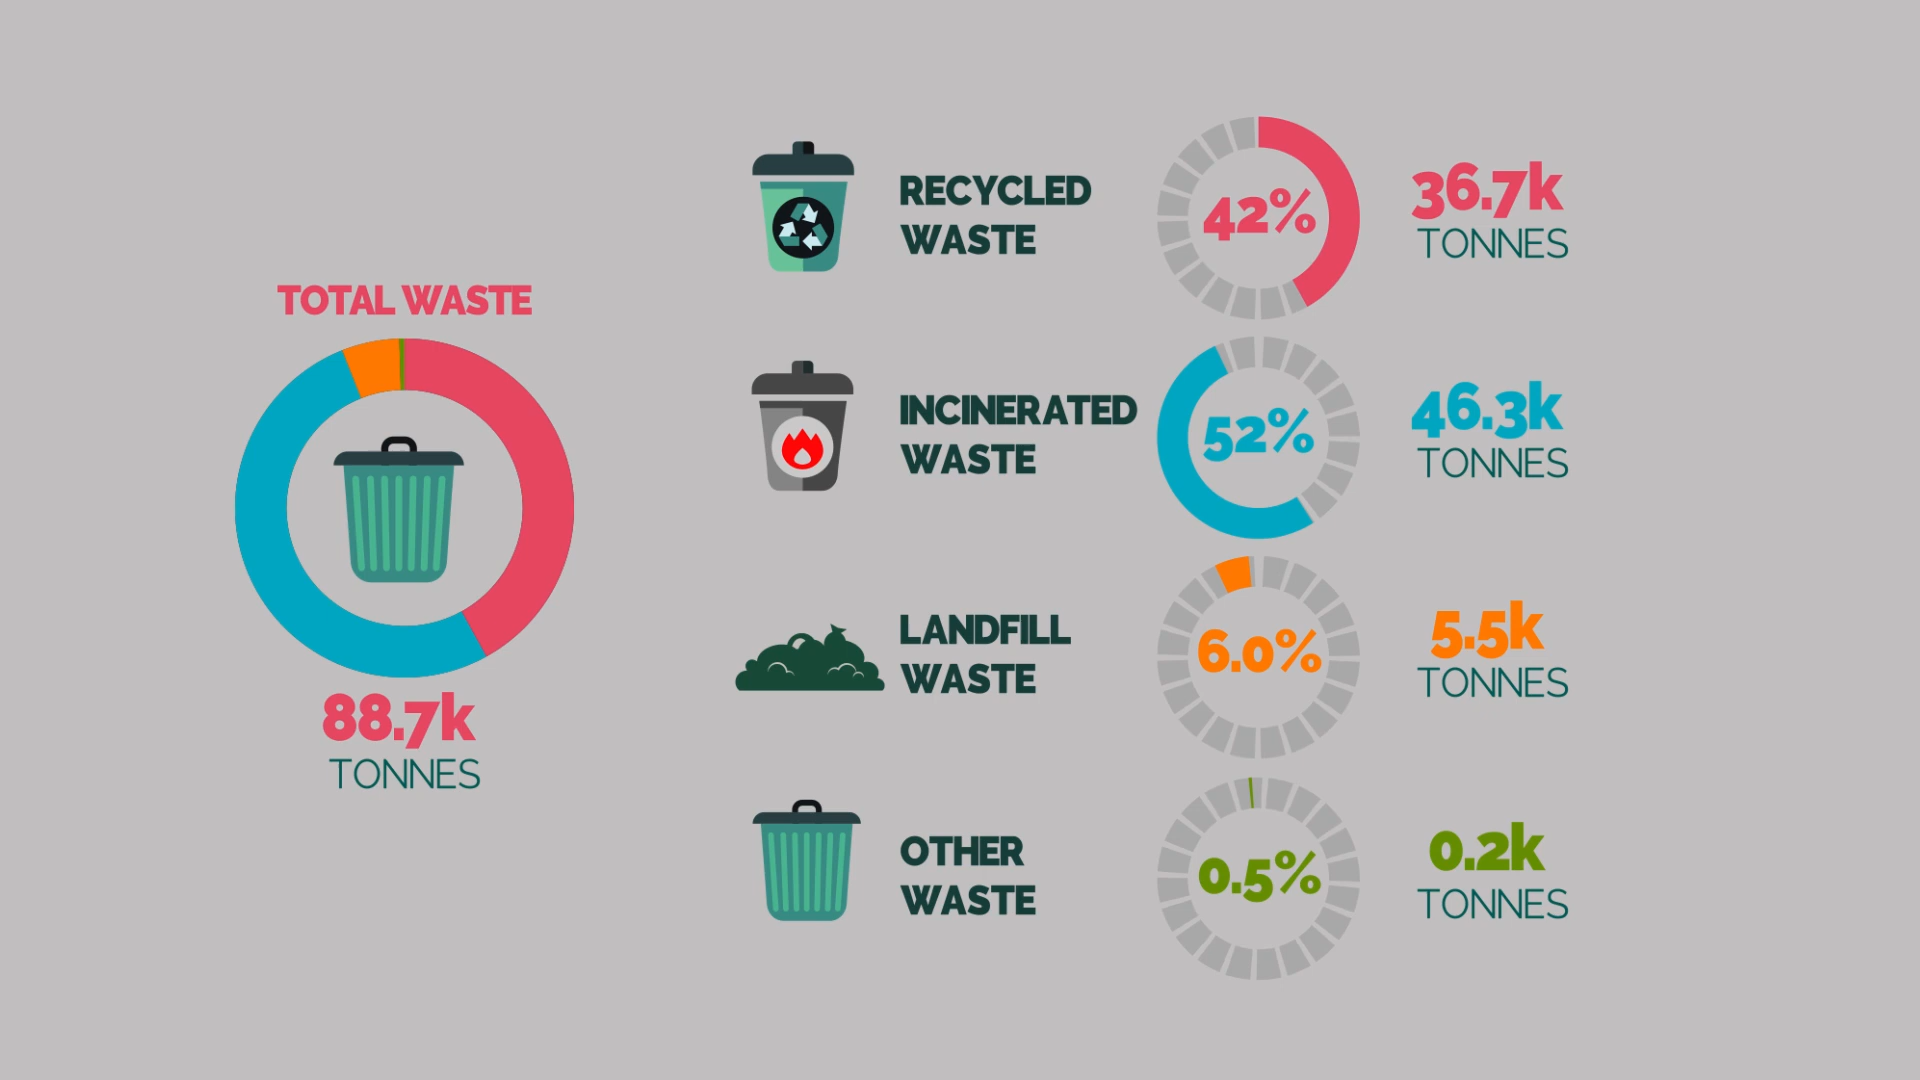 TOTAL WASTE
88.7k
TONNES
RECYCLED
WASTE
42%
36.7k
TONNES
INCINERATED
WASTE
52%
46.3k
TONNES
LANDFILL
WASTE
6.0%
5.5k
TONNES
OTHER
WASTE
0.5%
0.2k
TONNES